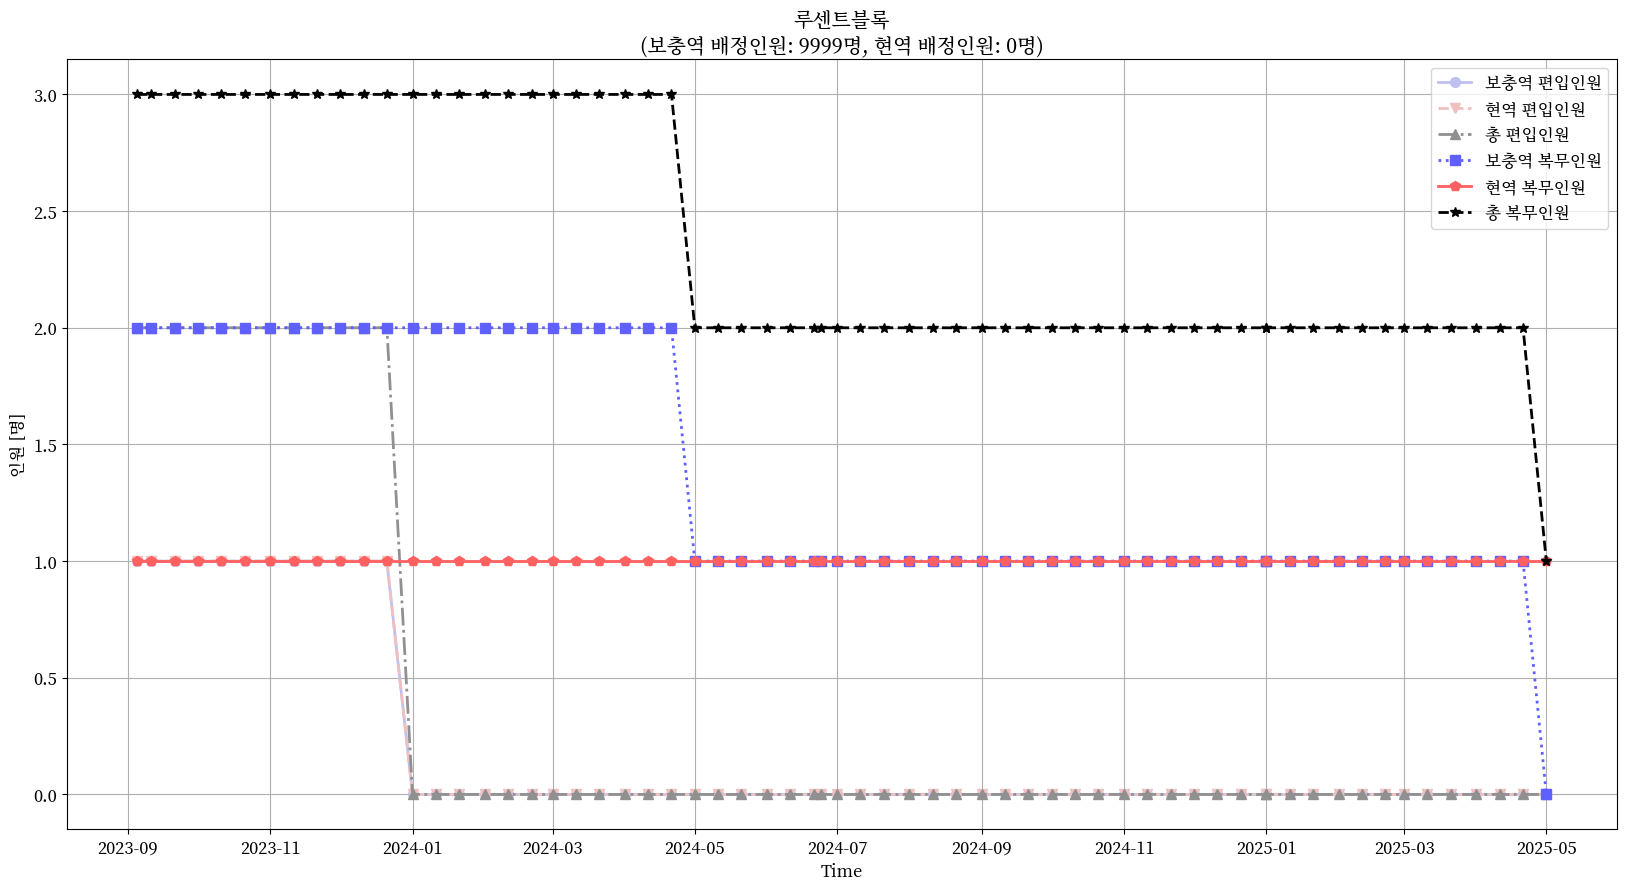 루센트블록
(보충역 배정인원: 9999명, 현역 배정인원: 0명)
3.0
2.5
2.0
1.5
1.0
0.5
0.0
인원 [명]
보충역 편입인원
현역 편입인원
총 편입인원
보충역 복무인원
현역 복무인원
총 복무인원
2023-09
2023-11
2024-01
2024-03
2024-05
2024-07
2024-09
2024-11
2025-01
2025-03
2025-05
Time